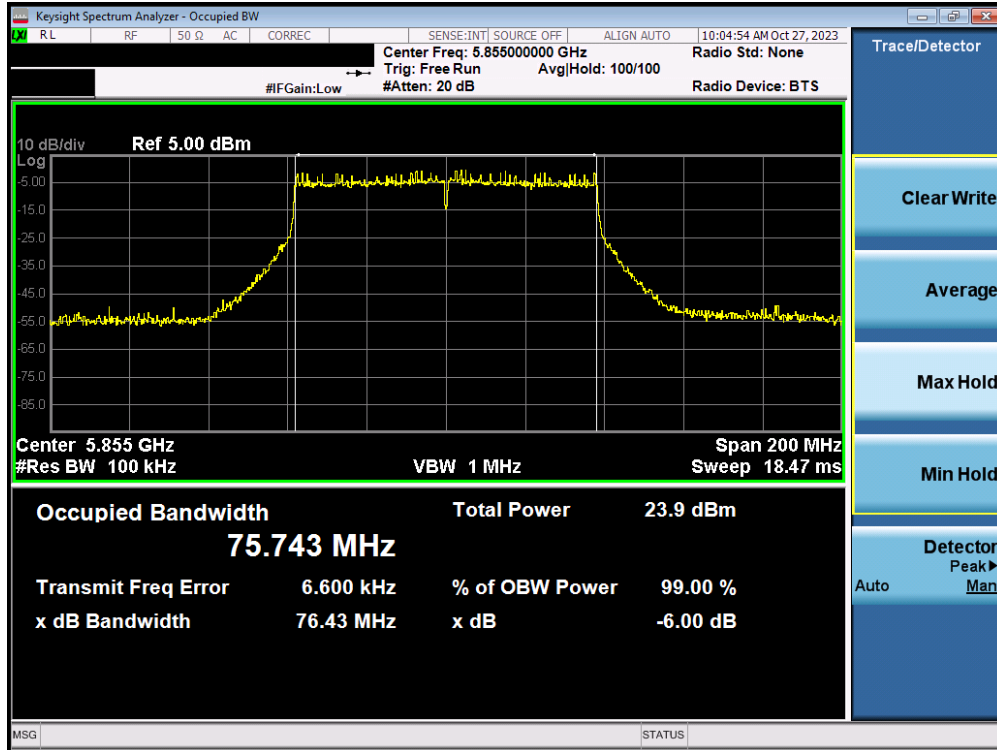 Keysight Spectrum Analyzer - Occupied BW
LXI RL RF 50 Ω AC CORREC SENSE:INT SOURCE OFF ALIGN AUTO 10:04:54 AM Oct 27, 2023
Center Freq: 5.855000000 GHz Radio Std: None
Trig: Free Run Avg|Hold: 100/100
#IFGain:Low #Atten: 20 dB Radio Device: BTS
Trace/Detector
10 dB/div Ref 5.00 dBm
Log
-5.00
-15.0
-25.0
-35.0
-45.0
-55.0
-65.0
-75.0
-85.0
Center 5.855 GHz Span 200 MHz
#Res BW 100 kHz VBW 1 MHz Sweep 18.47 ms
Occupied Bandwidth Total Power 23.9 dBm
75.743 MHz
Transmit Freq Error 6.600 kHz % of OBW Power 99.00 %
x dB Bandwidth 76.43 MHz x dB -6.00 dB
Clear Write
Average
Max Hold
Min Hold
Detector
Peak▶
Auto Man
MSG STATUS